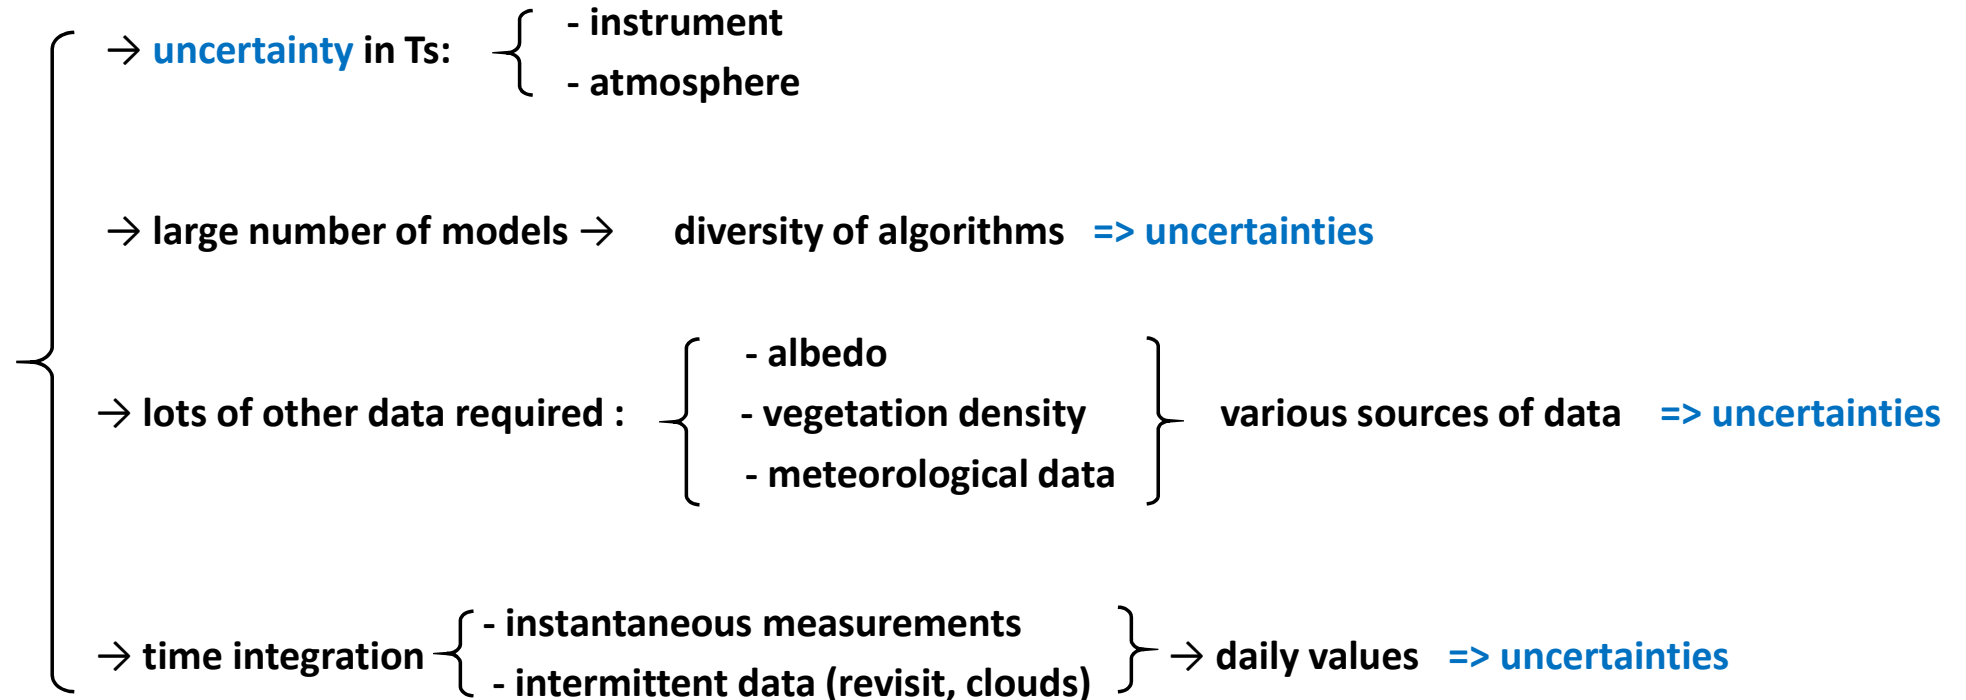 → uncertainty in Ts:
- instrument
- atmosphere
→ large number of models → diversity of algorithms => uncertainties
→ lots of other data required :
- albedo
- vegetation density
- meteorological data
various sources of data => uncertainties
→ time integration
- instantaneous measurements
- intermittent data (revisit, clouds)
→ daily values => uncertainties